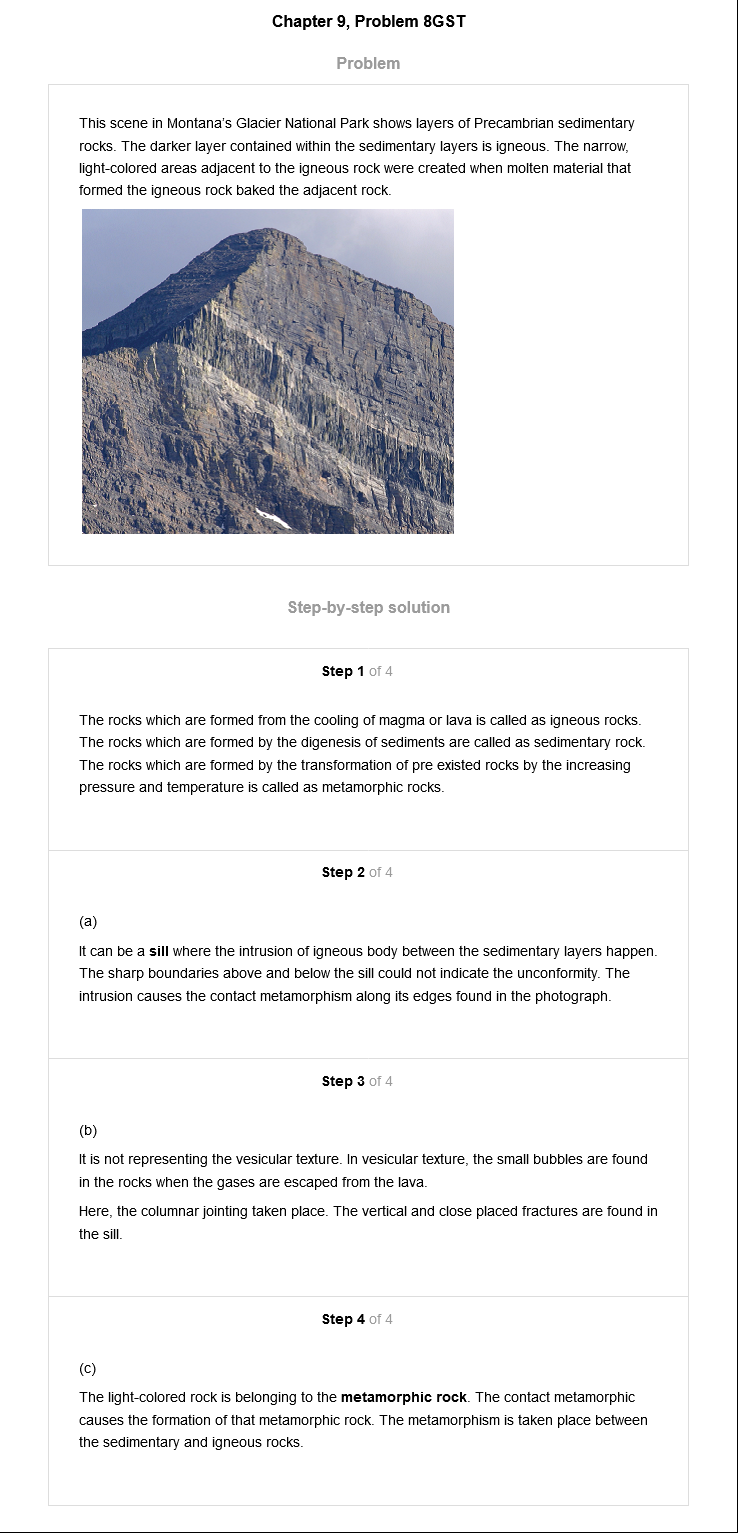 Chapter 9, Problem 8GST
Problem
This scene in Montana's Glacier National Park shows layers of Precambrian sedimentary
rocks. The darker layer contained within the sedimentary layers is igneous. The narrow,
light-colored areas adjacent to the igneous rock were created when molten material that
formed the igneous rock baked the adjacent rock.
Step-by-step solution
Step 1 of 4
The rocks which are formed from the cooling of magma or lava is called as igneous rocks.
The rocks which are formed by the digenesis of sediments are called as sedimentary rock.
The rocks which are formed by the transformation of pre existed rocks by the increasing
pressure and temperature is called as metamorphic rocks.
Step 2 of 4
(a)
It can be a sill where the intrusion of igneous body between the sedimentary layers happen.
The sharp boundaries above and below the sill could not indicate the unconformity. The
intrusion causes the contact metamorphism along its edges found in the photograph.
Step 3 of 4
(b)
It is not representing the vesicular texture. In vesicular texture, the small bubbles are found
in the rocks when the gases are escaped from the lava.
Here, the columnar jointing taken place. The vertical and close placed fractures are found in
the sill.
Step 4 of 4
(c)
The light-colored rock is belonging to the metamorphic rock. The contact metamorphic
causes the formation of that metamorphic rock. The metamorphism is taken place between
the sedimentary and igneous rocks.